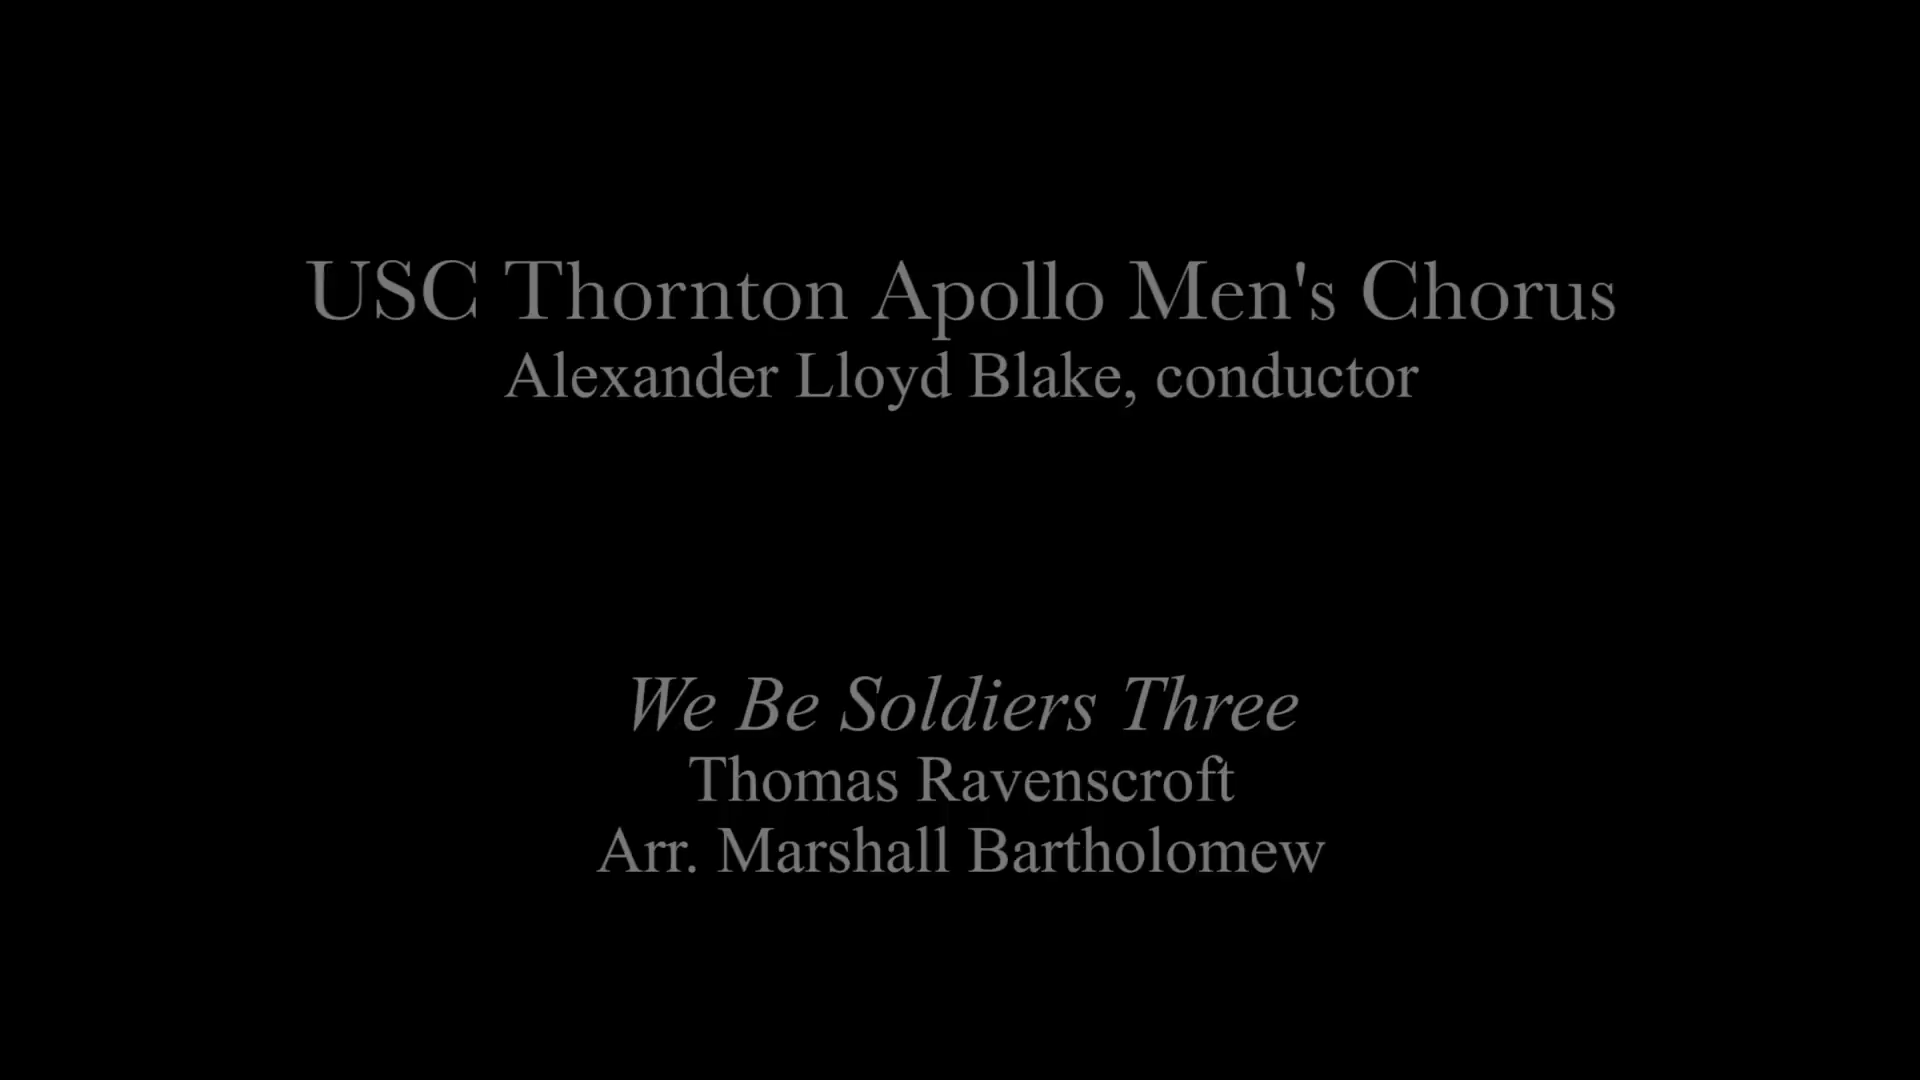 USC Thornton Apollo Men's Chorus
Alexander Lloyd Blake, conductor
We Be Soldiers Three
Thomas Ravenscroft
Arr. Marshall Bartholomew